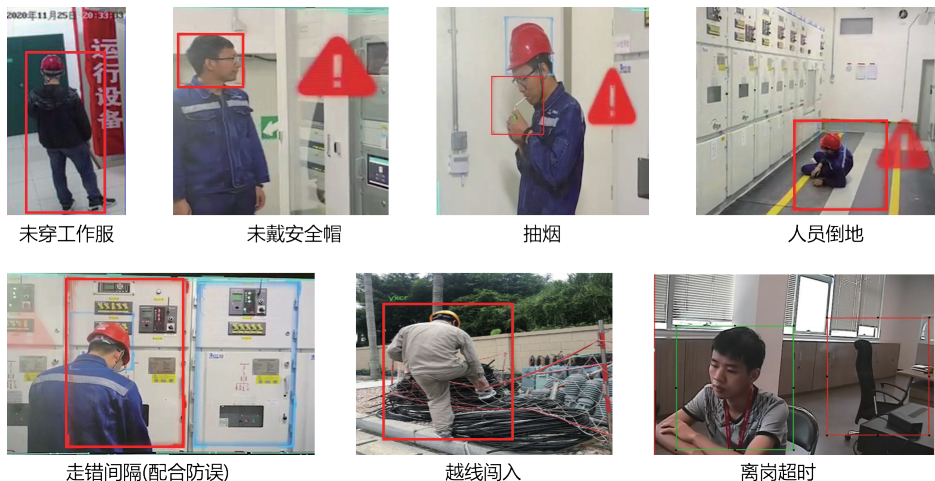 2020年11月25日 20:33:13
运行设备
未穿工作服
未戴安全帽
抽烟
人员倒地
yxcr
走错间隔(配合防误)
越线闯入
离岗超时